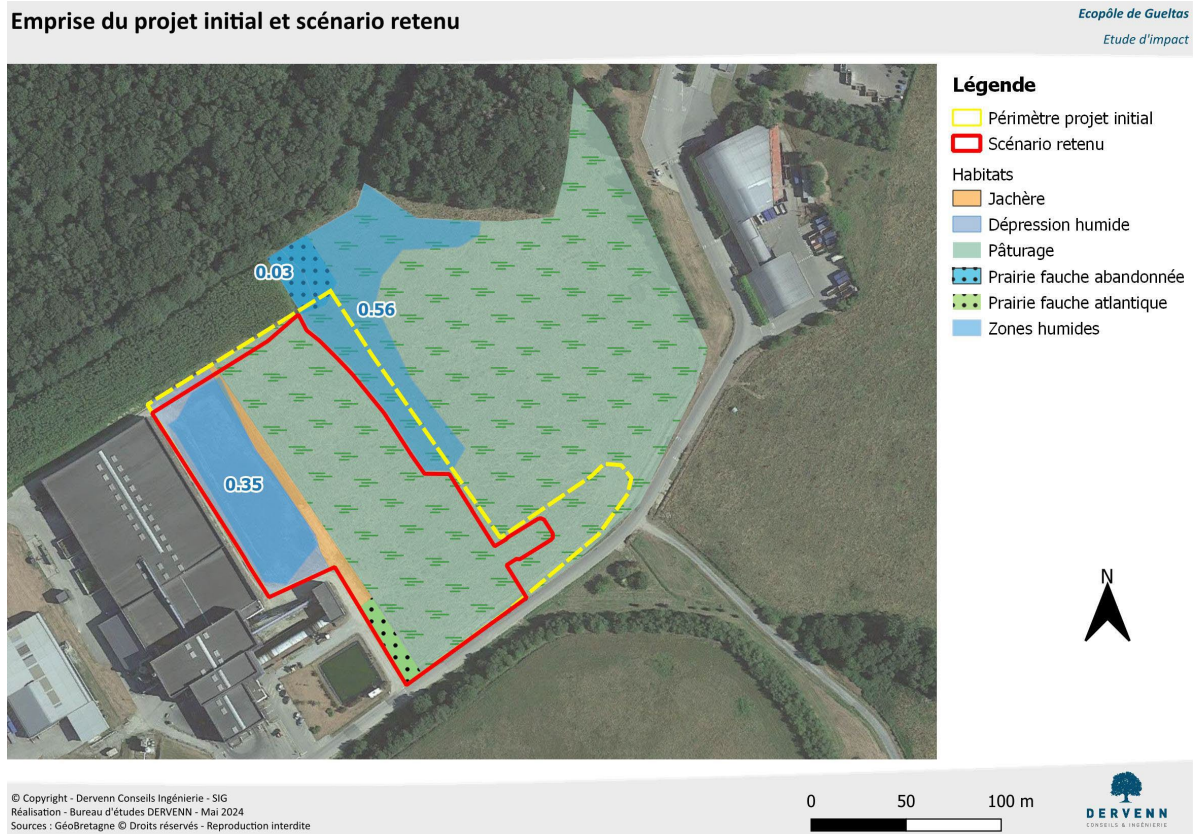 Emprise du projet initial et scénario retenu
Ecopôle de Gueltas
Etude d'impact
Légende
Périmètre projet initial
Scénario retenu
Habitats
Jachère
Dépression humide
Pâturage
Prairie fauche abandonnée
Prairie fauche atlantique
Zones humides
0.03
0.56
0.35
N
© Copyright - Dervenn Conseils Ingénierie - SIG
Réalisation - Bureau d'études DERVENN - Mai 2024
Sources : GéoBretagne © Droits réservés - Reproduction interdite
0 50 100 m
DERVENN
CONSEILS & INGÉNIERIE